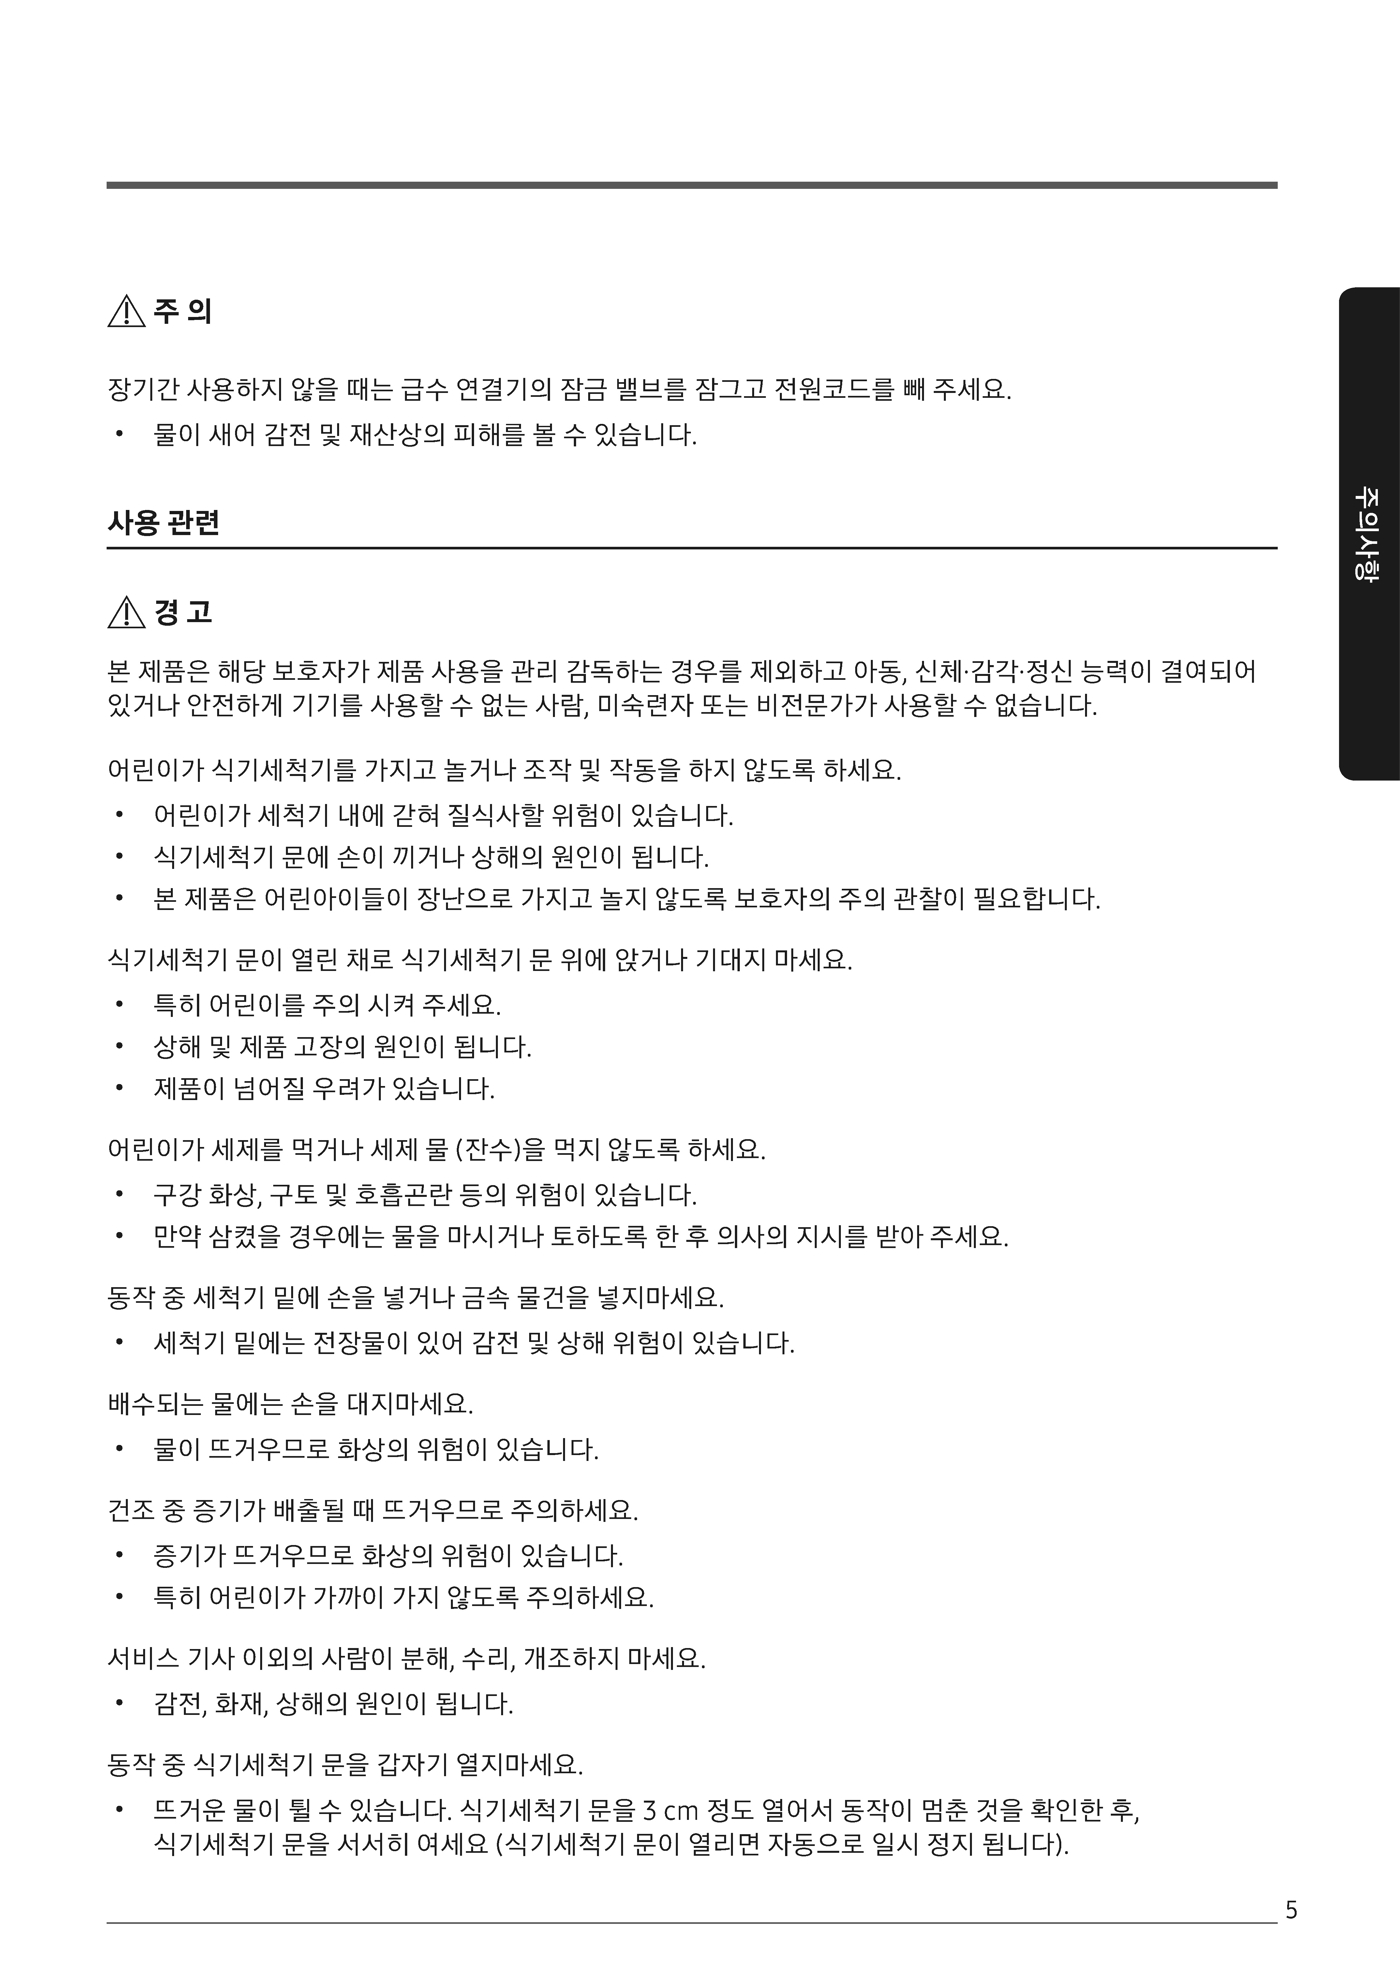 주 의
장기간 사용하지 않을 때는 급수 연결기의 잠금 밸브를 잠그고 전원코드를 빼 주세요.
• 물이 새어 감전 및 재산상의 피해를 볼 수 있습니다.
사용 관련
경 고
본 제품은 해당 보호자가 제품 사용을 관리 감독하는 경우를 제외하고 아동, 신체·감각·정신 능력이 결여되어
있거나 안전하게 기기를 사용할 수 없는 사람, 미숙련자 또는 비전문가가 사용할 수 없습니다.
어린이가 식기세척기를 가지고 놀거나 조작 및 작동을 하지 않도록 하세요.
• 어린이가 세척기 내에 갇혀 질식사할 위험이 있습니다.
• 식기세척기 문에 손이 끼거나 상해의 원인이 됩니다.
• 본 제품은 어린아이들이 장난으로 가지고 놀지 않도록 보호자의 주의 관찰이 필요합니다.
식기세척기 문이 열린 채로 식기세척기 문 위에 앉거나 기대지 마세요.
• 특히 어린이를 주의 시켜 주세요.
• 상해 및 제품 고장의 원인이 됩니다.
• 제품이 넘어질 우려가 있습니다.
어린이가 세제를 먹거나 세제 물 (잔수)을 먹지 않도록 하세요.
• 구강 화상, 구토 및 호흡곤란 등의 위험이 있습니다.
• 만약 삼켰을 경우에는 물을 마시거나 토하도록 한 후 의사의 지시를 받아 주세요.
동작 중 세척기 밑에 손을 넣거나 금속 물건을 넣지마세요.
• 세척기 밑에는 전장물이 있어 감전 및 상해 위험이 있습니다.
배수되는 물에는 손을 대지마세요.
• 물이 뜨거우므로 화상의 위험이 있습니다.
건조 중 증기가 배출될 때 뜨거우므로 주의하세요.
• 증기가 뜨거우므로 화상의 위험이 있습니다.
• 특히 어린이가 가까이 가지 않도록 주의하세요.
서비스 기사 이외의 사람이 분해, 수리, 개조하지 마세요.
• 감전, 화재, 상해의 원인이 됩니다.
동작 중 식기세척기 문을 갑자기 열지마세요.
• 뜨거운 물이 튈 수 있습니다. 식기세척기 문을 3 cm 정도 열어서 동작이 멈춘 것을 확인한 후,
식기세척기 문을 서서히 여세요 (식기세척기 문이 열리면 자동으로 일시 정지 됩니다).
주의사항
5